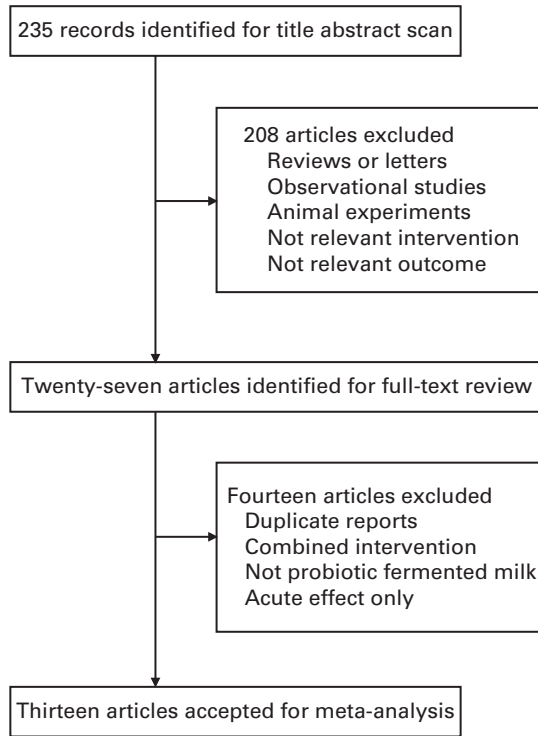 235 records identified for title abstract scan
208 articles excluded
Reviews or letters
Observational studies
Animal experiments
Not relevant intervention
Not relevant outcome
Twenty-seven articles identified for full-text review
Fourteen articles excluded
Duplicate reports
Combined intervention
Not probiotic fermented milk
Acute effect only
Thirteen articles accepted for meta-analysis